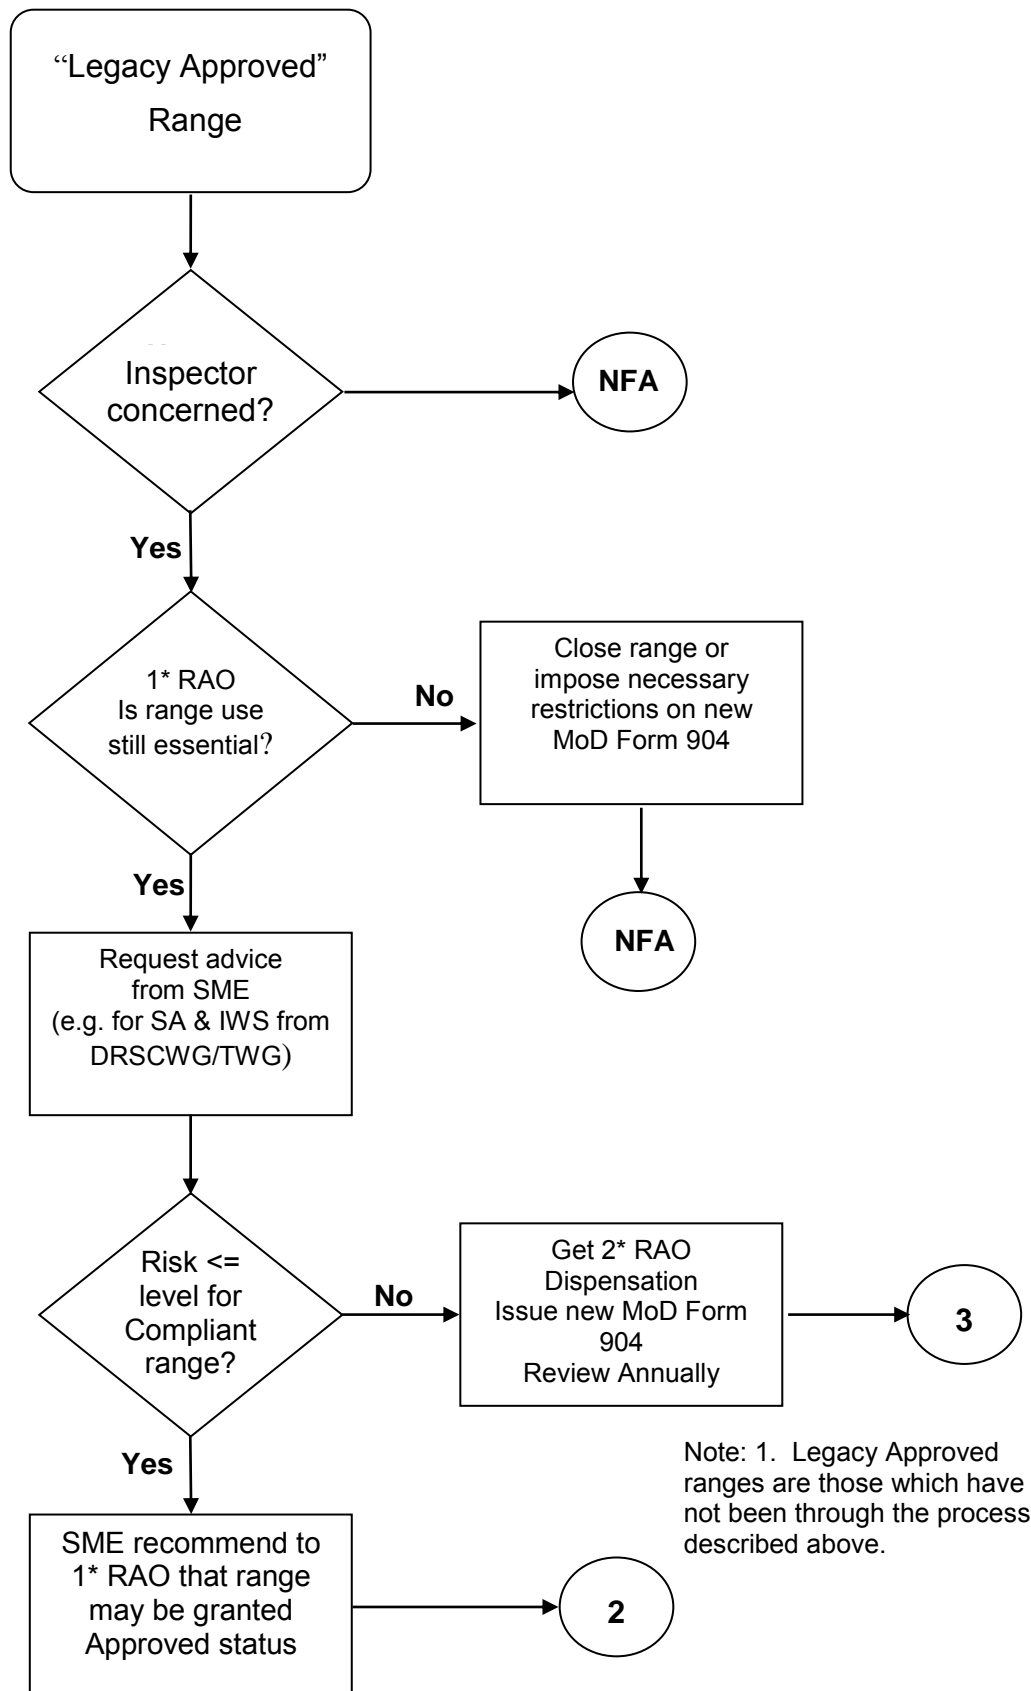 “Legacy Approved”
Range
Inspector
concerned?
NFA
Yes
1* RAO
Is range use
still essential?
No
Close range or
impose necessary
restrictions on new
MoD Form 904
NFA
Yes
Request advice
from SME
(e.g. for SA & IWS from
DRSCWG/TWG)
Risk <=
level for
Compliant
range?
No
Get 2* RAO
Dispensation
Issue new MoD Form
904
Review Annually
3
Yes
Note: 1.  Legacy Approved
ranges are those which have
not been through the process
described above.
SME recommend to
1* RAO that range
may be granted
Approved status
2